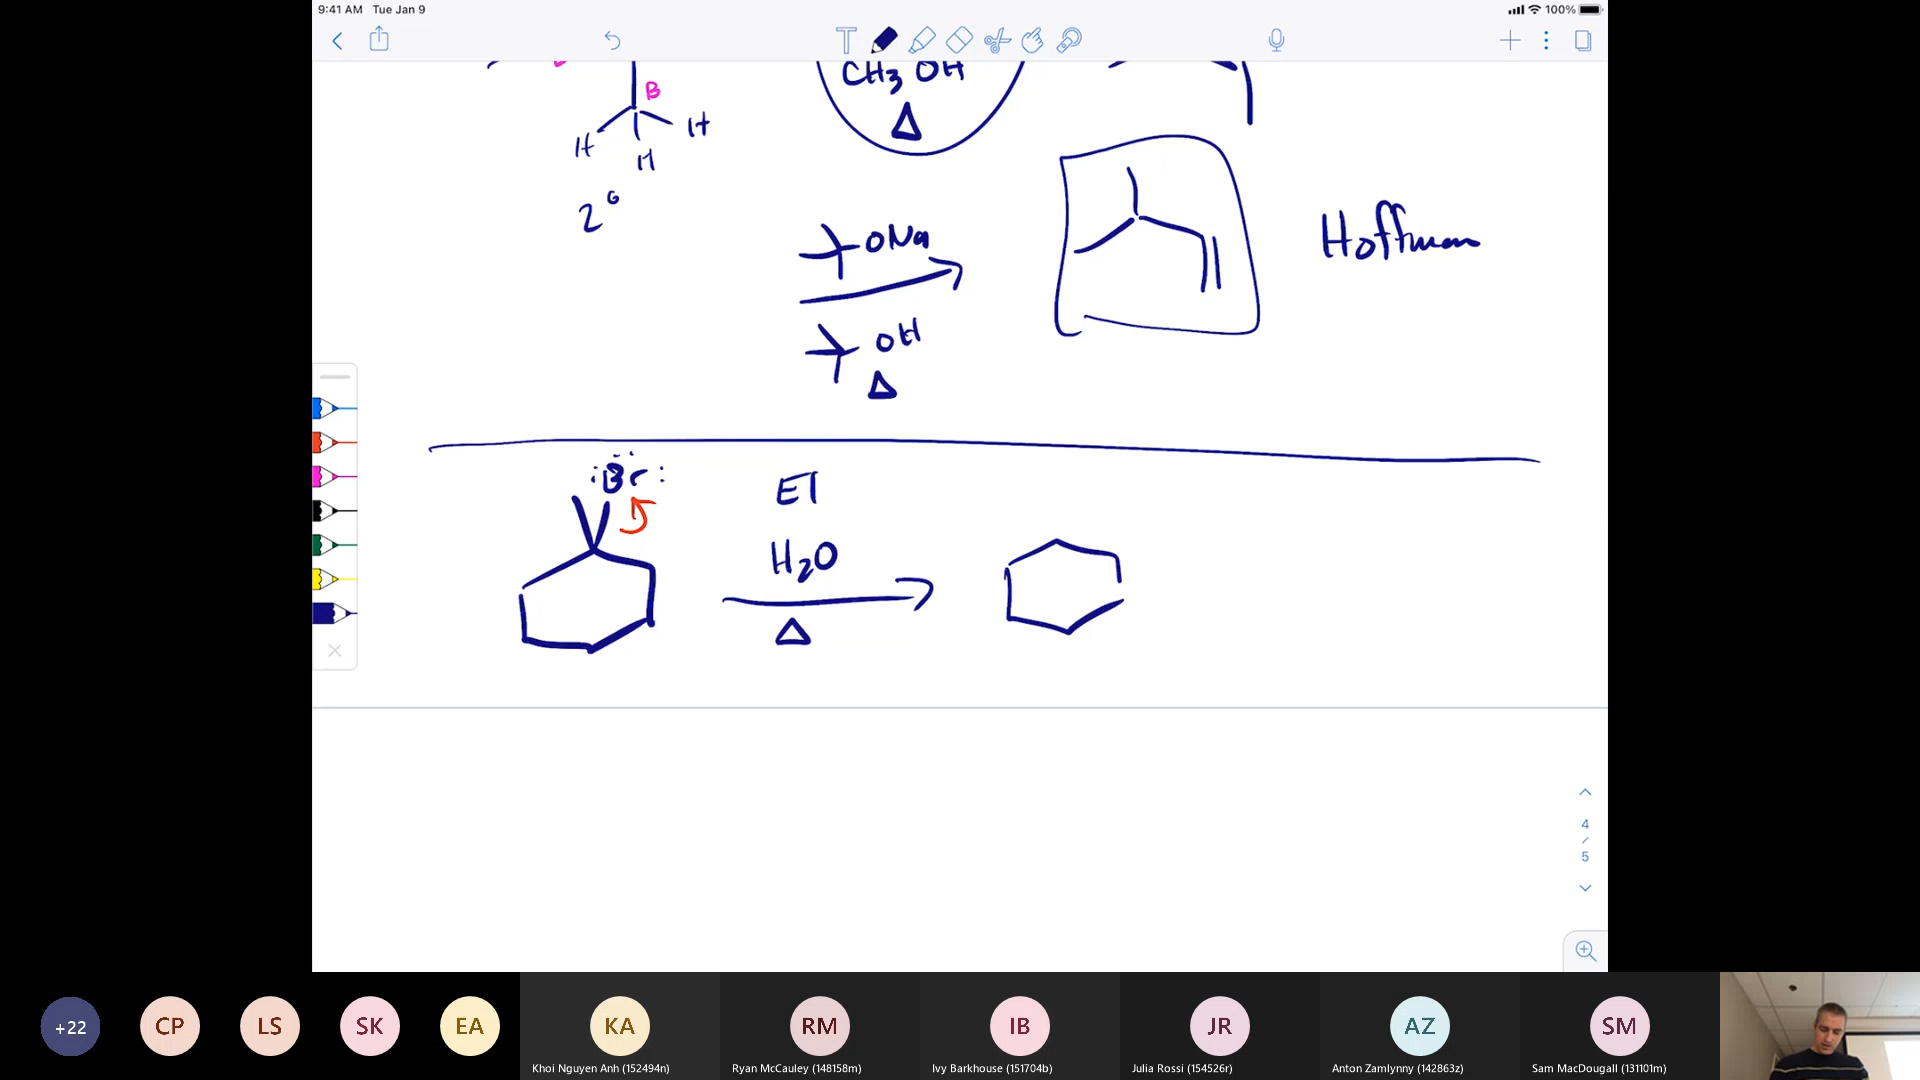 9:41 AM Tue Jan 9
100%
T
CH3 OH
Δ
B
H
H
H
2°
ONa
OH
Δ
Hoffman
:Br:
E1
H2O
Δ
4
/
5
+22
CP
LS
SK
EA
KA
RM
IB
JR
AZ
SM
Khoi Nguyen Anh (152494n)
Ryan McCauley (148158m)
Ivy Barkhouse (151704b)
Julia Rossi (154526r)
Anton Zamlynny (142863z)
Sam MacDougall (131101m)